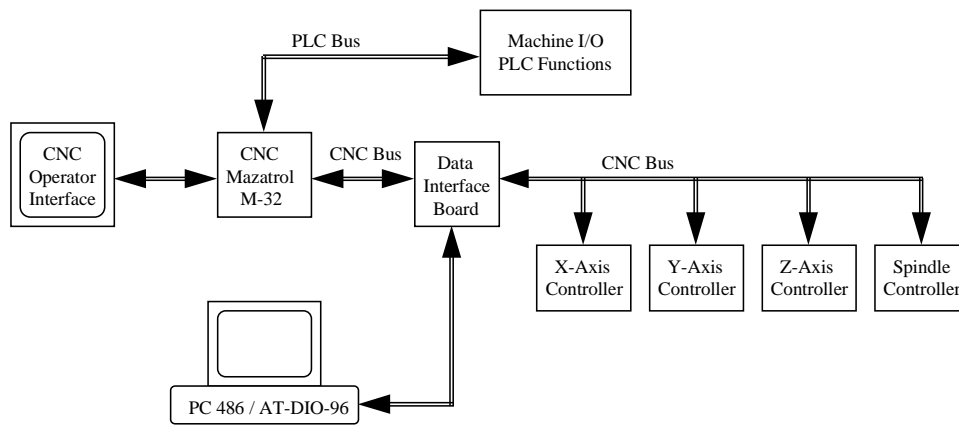 PLC Bus
Machine I/O
PLC Functions
CNC
Operator
Interface
CNC
Mazatrol
M-32
CNC Bus
Data
Interface
Board
CNC Bus
X-Axis
Controller
Y-Axis
Controller
Z-Axis
Controller
Spindle
Controller
PC 486 / AT-DIO-96